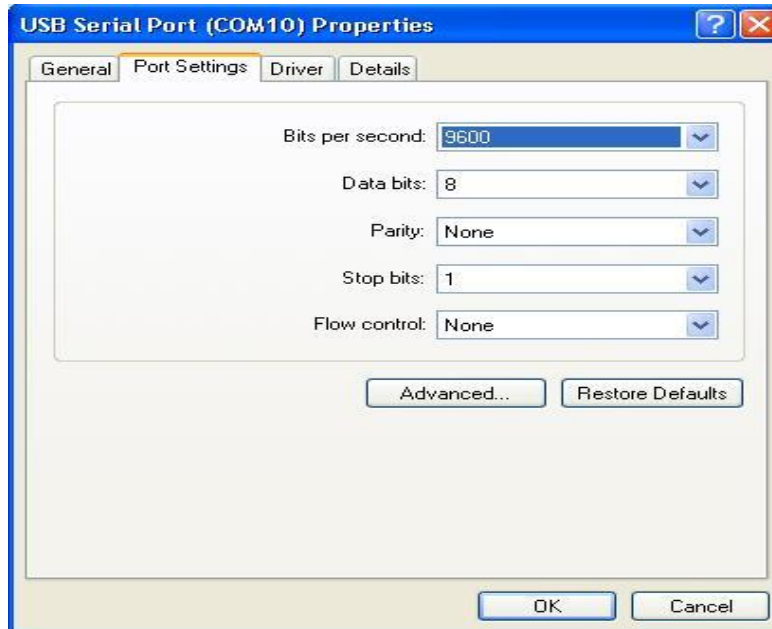 USB Serial Port (COM10) Properties
General Port Settings Driver Details
Bits per second: 9600
Data bits: 8
Parity: None
Stop bits: 1
Flow control: None
Advanced... Restore Defaults
OK Cancel